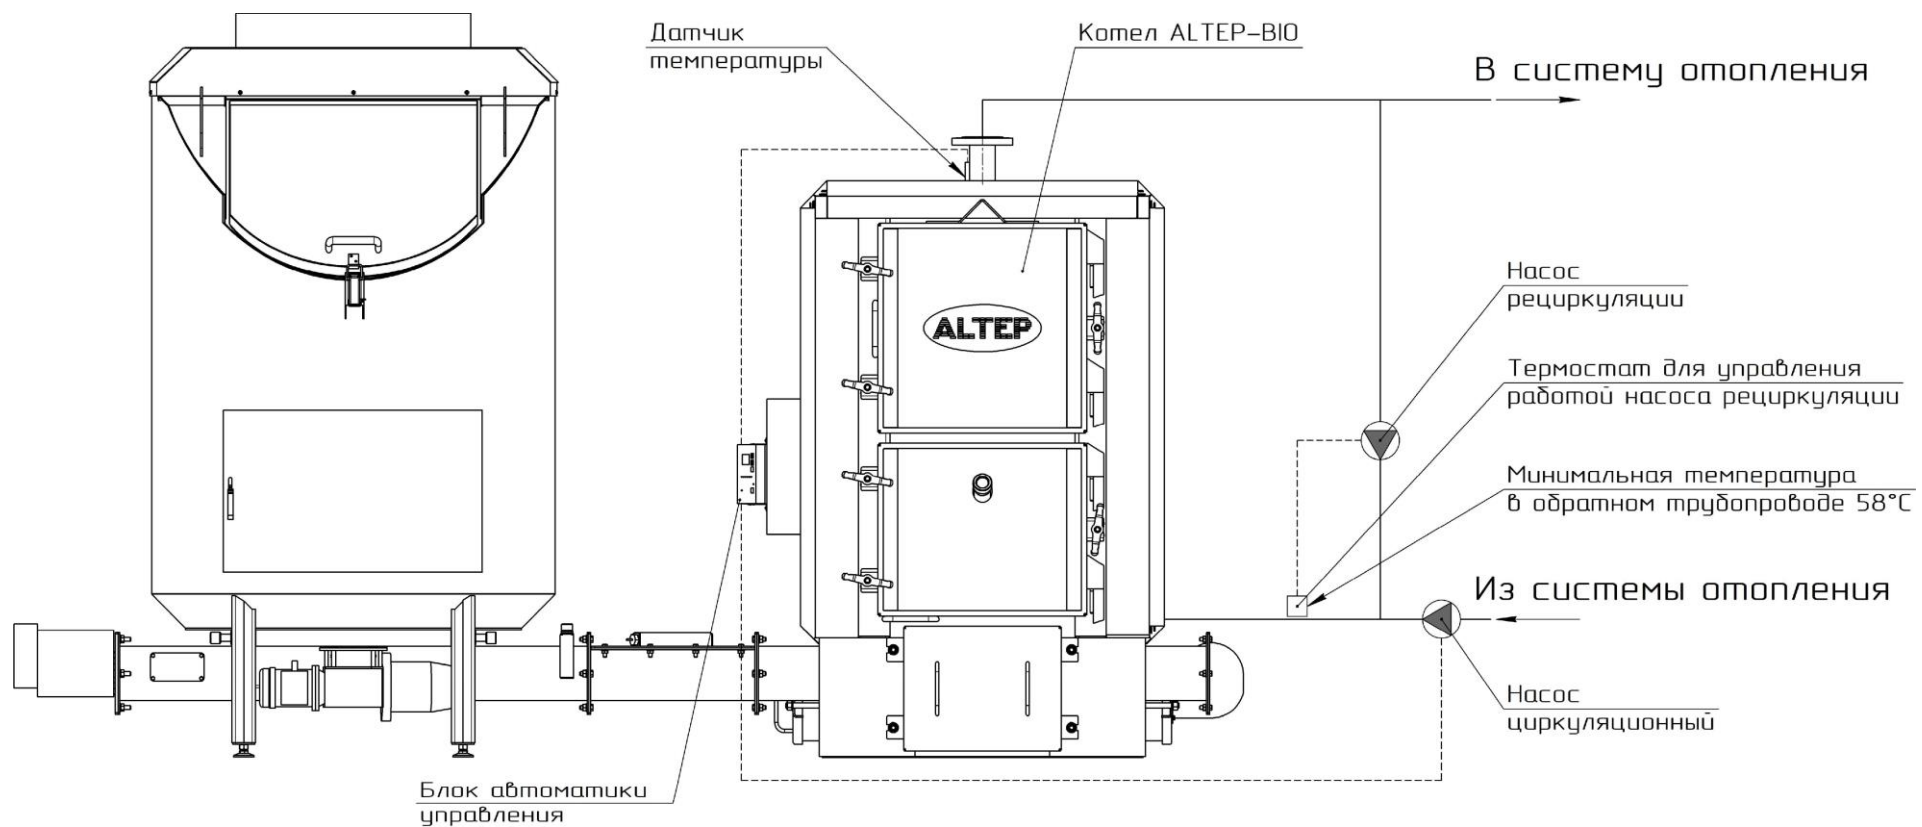 Датчик
температуры
Котел ALTEP-BIO
В систему отопления
ALTEP
Насос
рециркуляции
Термостат для управления
работой насоса рециркуляции
Минимальная температура
в обратном трубопроводе 58°C
Из системы отопления
Насос
циркуляционный
Блок автоматики
управления